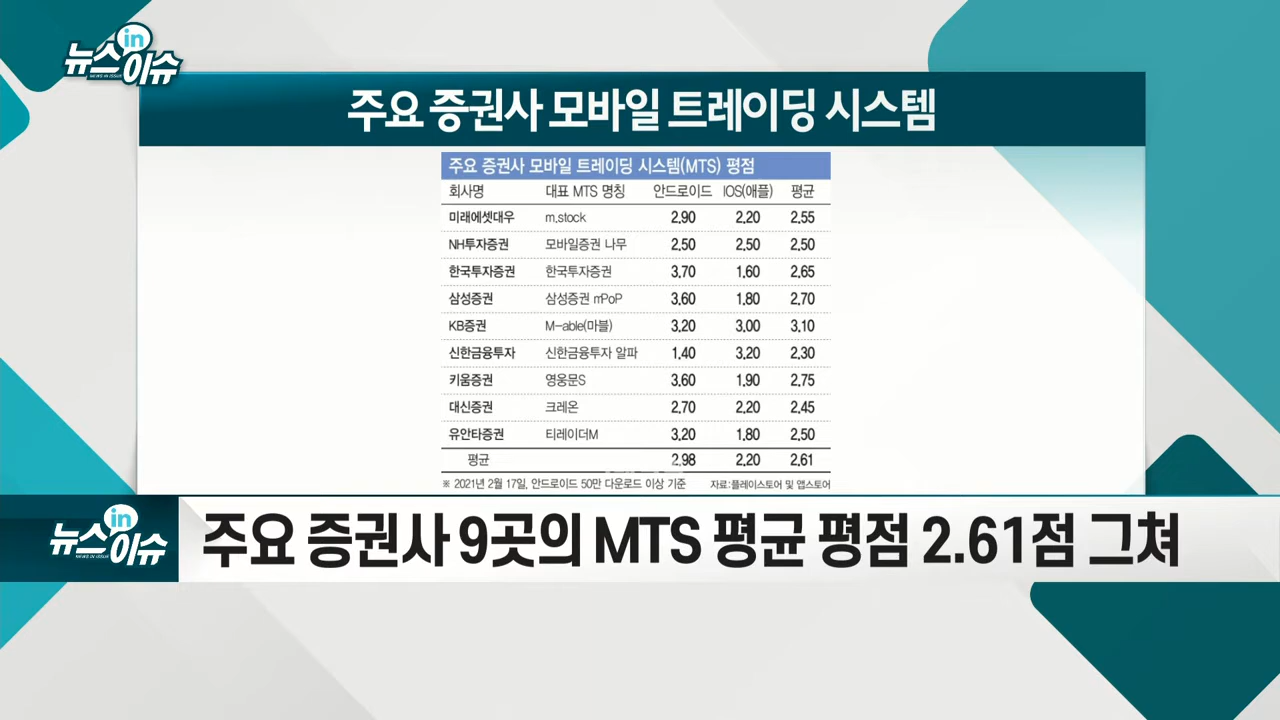 뉴스 in 이슈
NEWS IN ISSUE
주요 증권사 모바일 트레이딩 시스템
주요 증권사 모바일 트레이딩 시스템(MTS) 평점
회사명 대표 MTS 명칭 안드로이드 IOS(애플) 평균
미래에셋대우 m.stock 2.90 2.20 2.55
NH투자증권 모바일증권 나무 2.50 2.50 2.50
한국투자증권 한국투자증권 3.70 1.60 2.65
삼성증권 삼성증권 mPoP 3.60 1.80 2.70
KB증권 M-able(마블) 3.20 3.00 3.10
신한금융투자 신한금융투자 알파 1.40 3.20 2.30
키움증권 영웅문S 3.60 1.90 2.75
대신증권 크레온 2.70 2.20 2.45
유안타증권 티레이더M 3.20 1.80 2.50
평균 2.98 2.20 2.61
※ 2021년 2월 17일, 안드로이드 50만 다운로드 이상 기준 자료:플레이스토어 및 앱스토어
뉴스 in 이슈
NEWS IN ISSUE
주요 증권사 9곳의 MTS 평균 평점 2.61점 그쳐